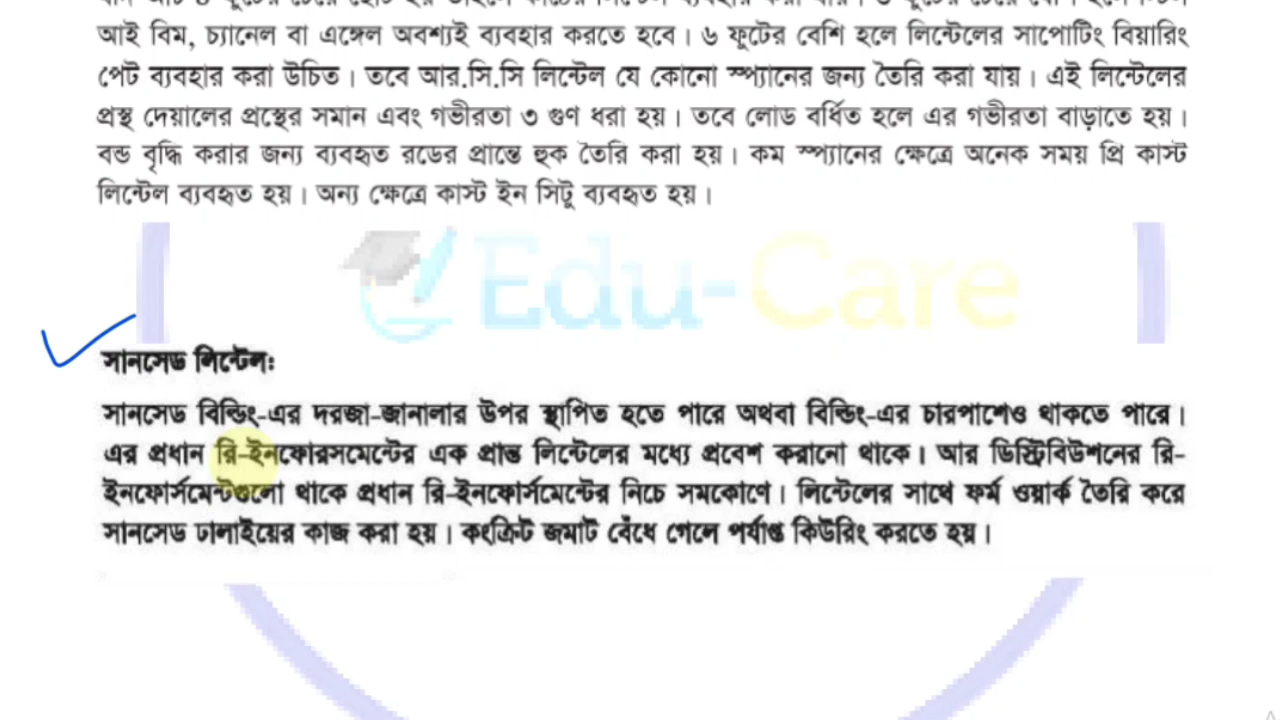 আই বিম, চ্যানেল বা এঙ্গেল অবশ্যই ব্যবহার করতে হবে। ৬ ফুটের বেশি হলে লিন্টেলের সাপোটিং বিয়ারিং
পেট ব্যবহার করা উচিত। তবে আর.সি.সি লিন্টেল যে কোনো স্প্যানের জন্য তৈরি করা যায়। এই লিন্টেলের
প্রস্থ দেয়ালের প্রস্থের সমান এবং গভীরতা ৩ গুণ ধরা হয়। তবে লোড বর্ধিত হলে এর গভীরতা বাড়াতে হয়।
বন্ড বৃদ্ধি করার জন্য ব্যবহৃত রডের প্রান্তে হুক তৈরি করা হয়। কম স্প্যানের ক্ষেত্রে অনেক সময় প্রি কাস্ট
লিন্টেল ব্যবহৃত হয়। অন্য ক্ষেত্রে কাস্ট ইন সিটু ব্যবহৃত হয়।
Edu-Care
সানসেড লিন্টেল:
সানসেড বিল্ডিং-এর দরজা-জানালার উপর স্থাপিত হতে পারে অথবা বিল্ডিং-এর চারপাশেও থাকতে পারে।
এর প্রধান রি-ইনফোরসমেন্টের এক প্রান্ত লিন্টেলের মধ্যে প্রবেশ করানো থাকে। আর ডিস্ট্রিবিউশনের রি-
ইনফোর্সমেন্টগুলো থাকে প্রধান রি-ইনফোর্সমেন্টের নিচে সমকোণে। লিন্টেলের সাথে ফর্ম ওয়ার্ক তৈরি করে
সানসেড ঢালাইয়ের কাজ করা হয়। কংক্রিট জমাট বেঁধে গেলে পর্যাপ্ত কিউরিং করতে হয়।